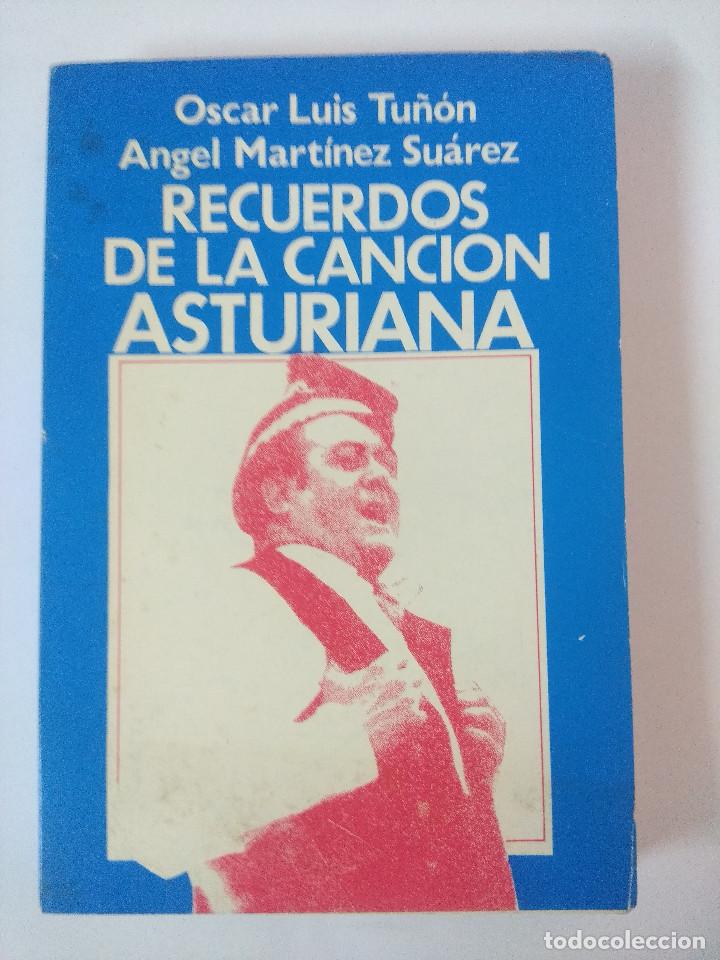 Oscar Luis Tuñón
Angel Martínez Suárez
RECUERDOS
DE LA CANCION
ASTURIANA
todocoleccion